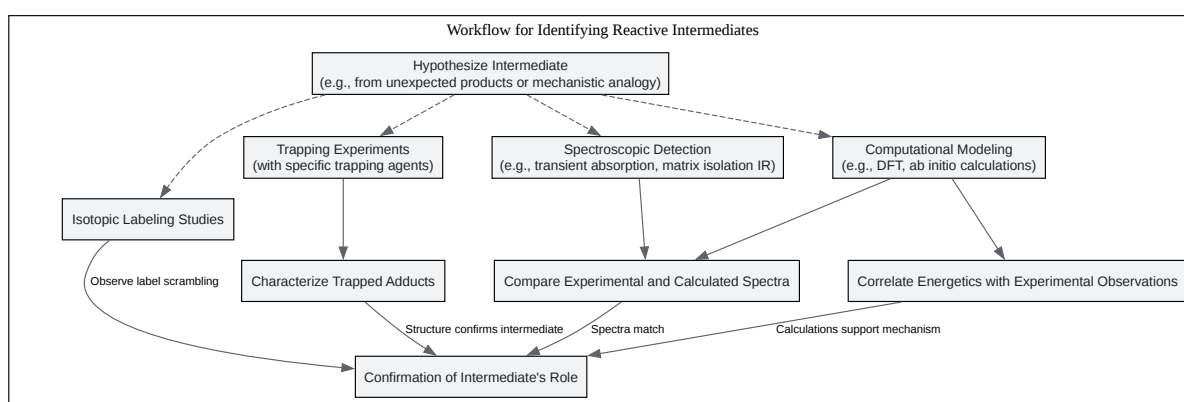 Workflow for Identifying Reactive Intermediates
Hypothesize Intermediate
(e.g., from unexpected products or mechanistic analogy)
Trapping Experiments
(with specific trapping agents)
Spectroscopic Detection
(e.g., transient absorption, matrix isolation IR)
Computational Modeling
(e.g., DFT, ab initio calculations)
Isotopic Labeling Studies
Observe label scrambling
Characterize Trapped Adducts
Compare Experimental and Calculated Spectra
Correlate Energetics with Experimental Observations
Structure confirms intermediate
Spectra match
Calculations support mechanism
Confirmation of Intermediate's Role